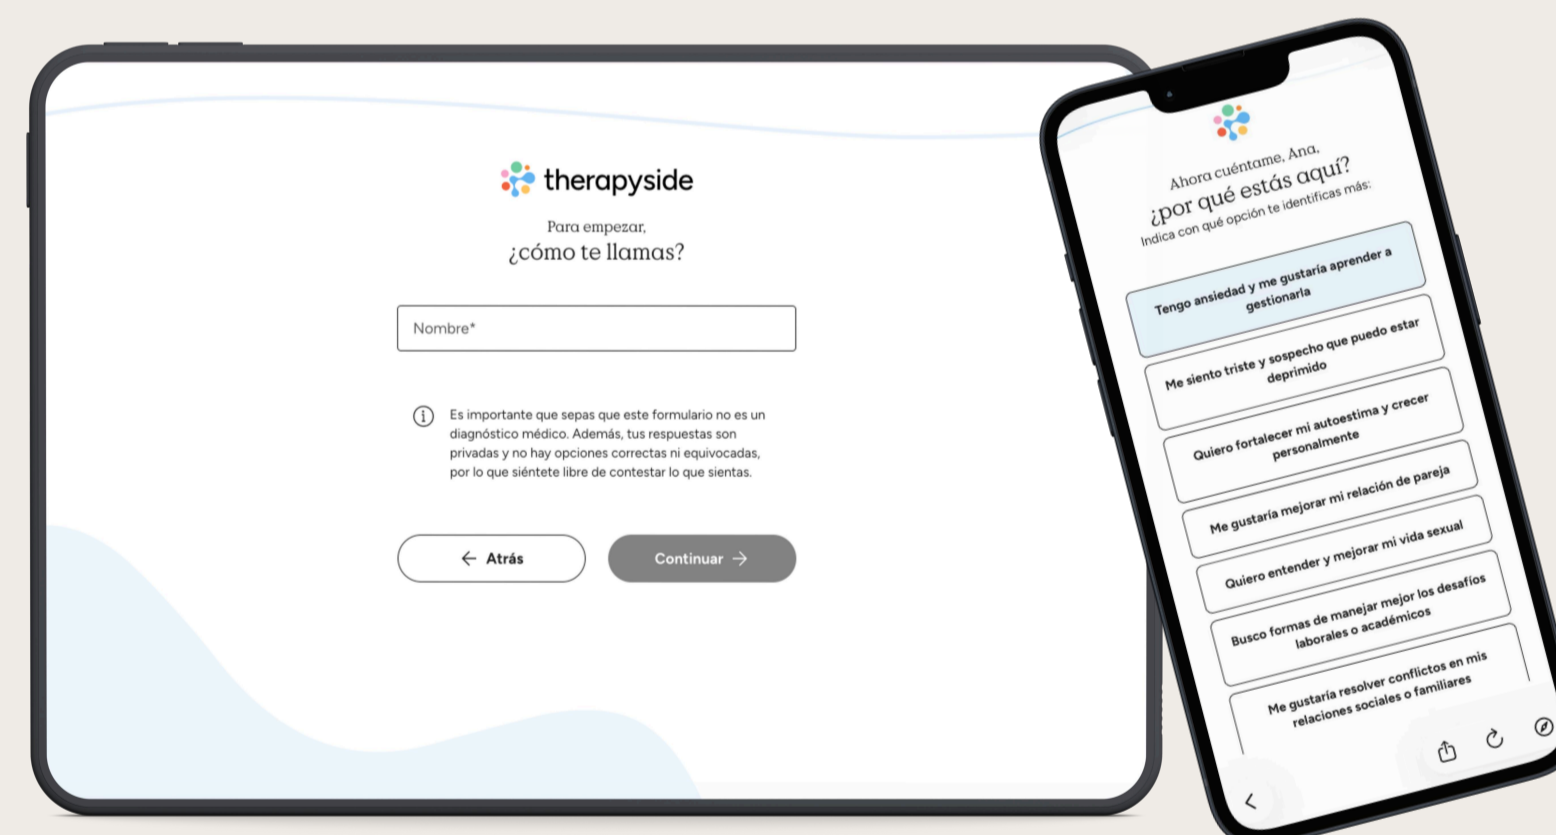 therapyside
Para empezar,
¿cómo te llamas?
Nombre*
Es importante que sepas que este formulario no es un
diagnóstico médico. Además, tus respuestas son
privadas y no hay opciones correctas ni equivocadas,
por lo que siéntete libre de contestar lo que sientas.
← Atrás
Continuar →
Ahora cuéntame, Ana,
¿por qué estás aquí?
Indica con qué opción te identificas más:
Tengo ansiedad y me gustaría aprender a
gestionarla
Me siento triste y sospecho que puedo estar
deprimido
Quiero fortalecer mi autoestima y crecer
personalmente
Me gustaría mejorar mi relación de pareja
Quiero entender y mejorar mi vida sexual
Busco formas de manejar mejor los desafíos
laborales o académicos
Me gustaría resolver conflictos en mis
relaciones sociales o familiares